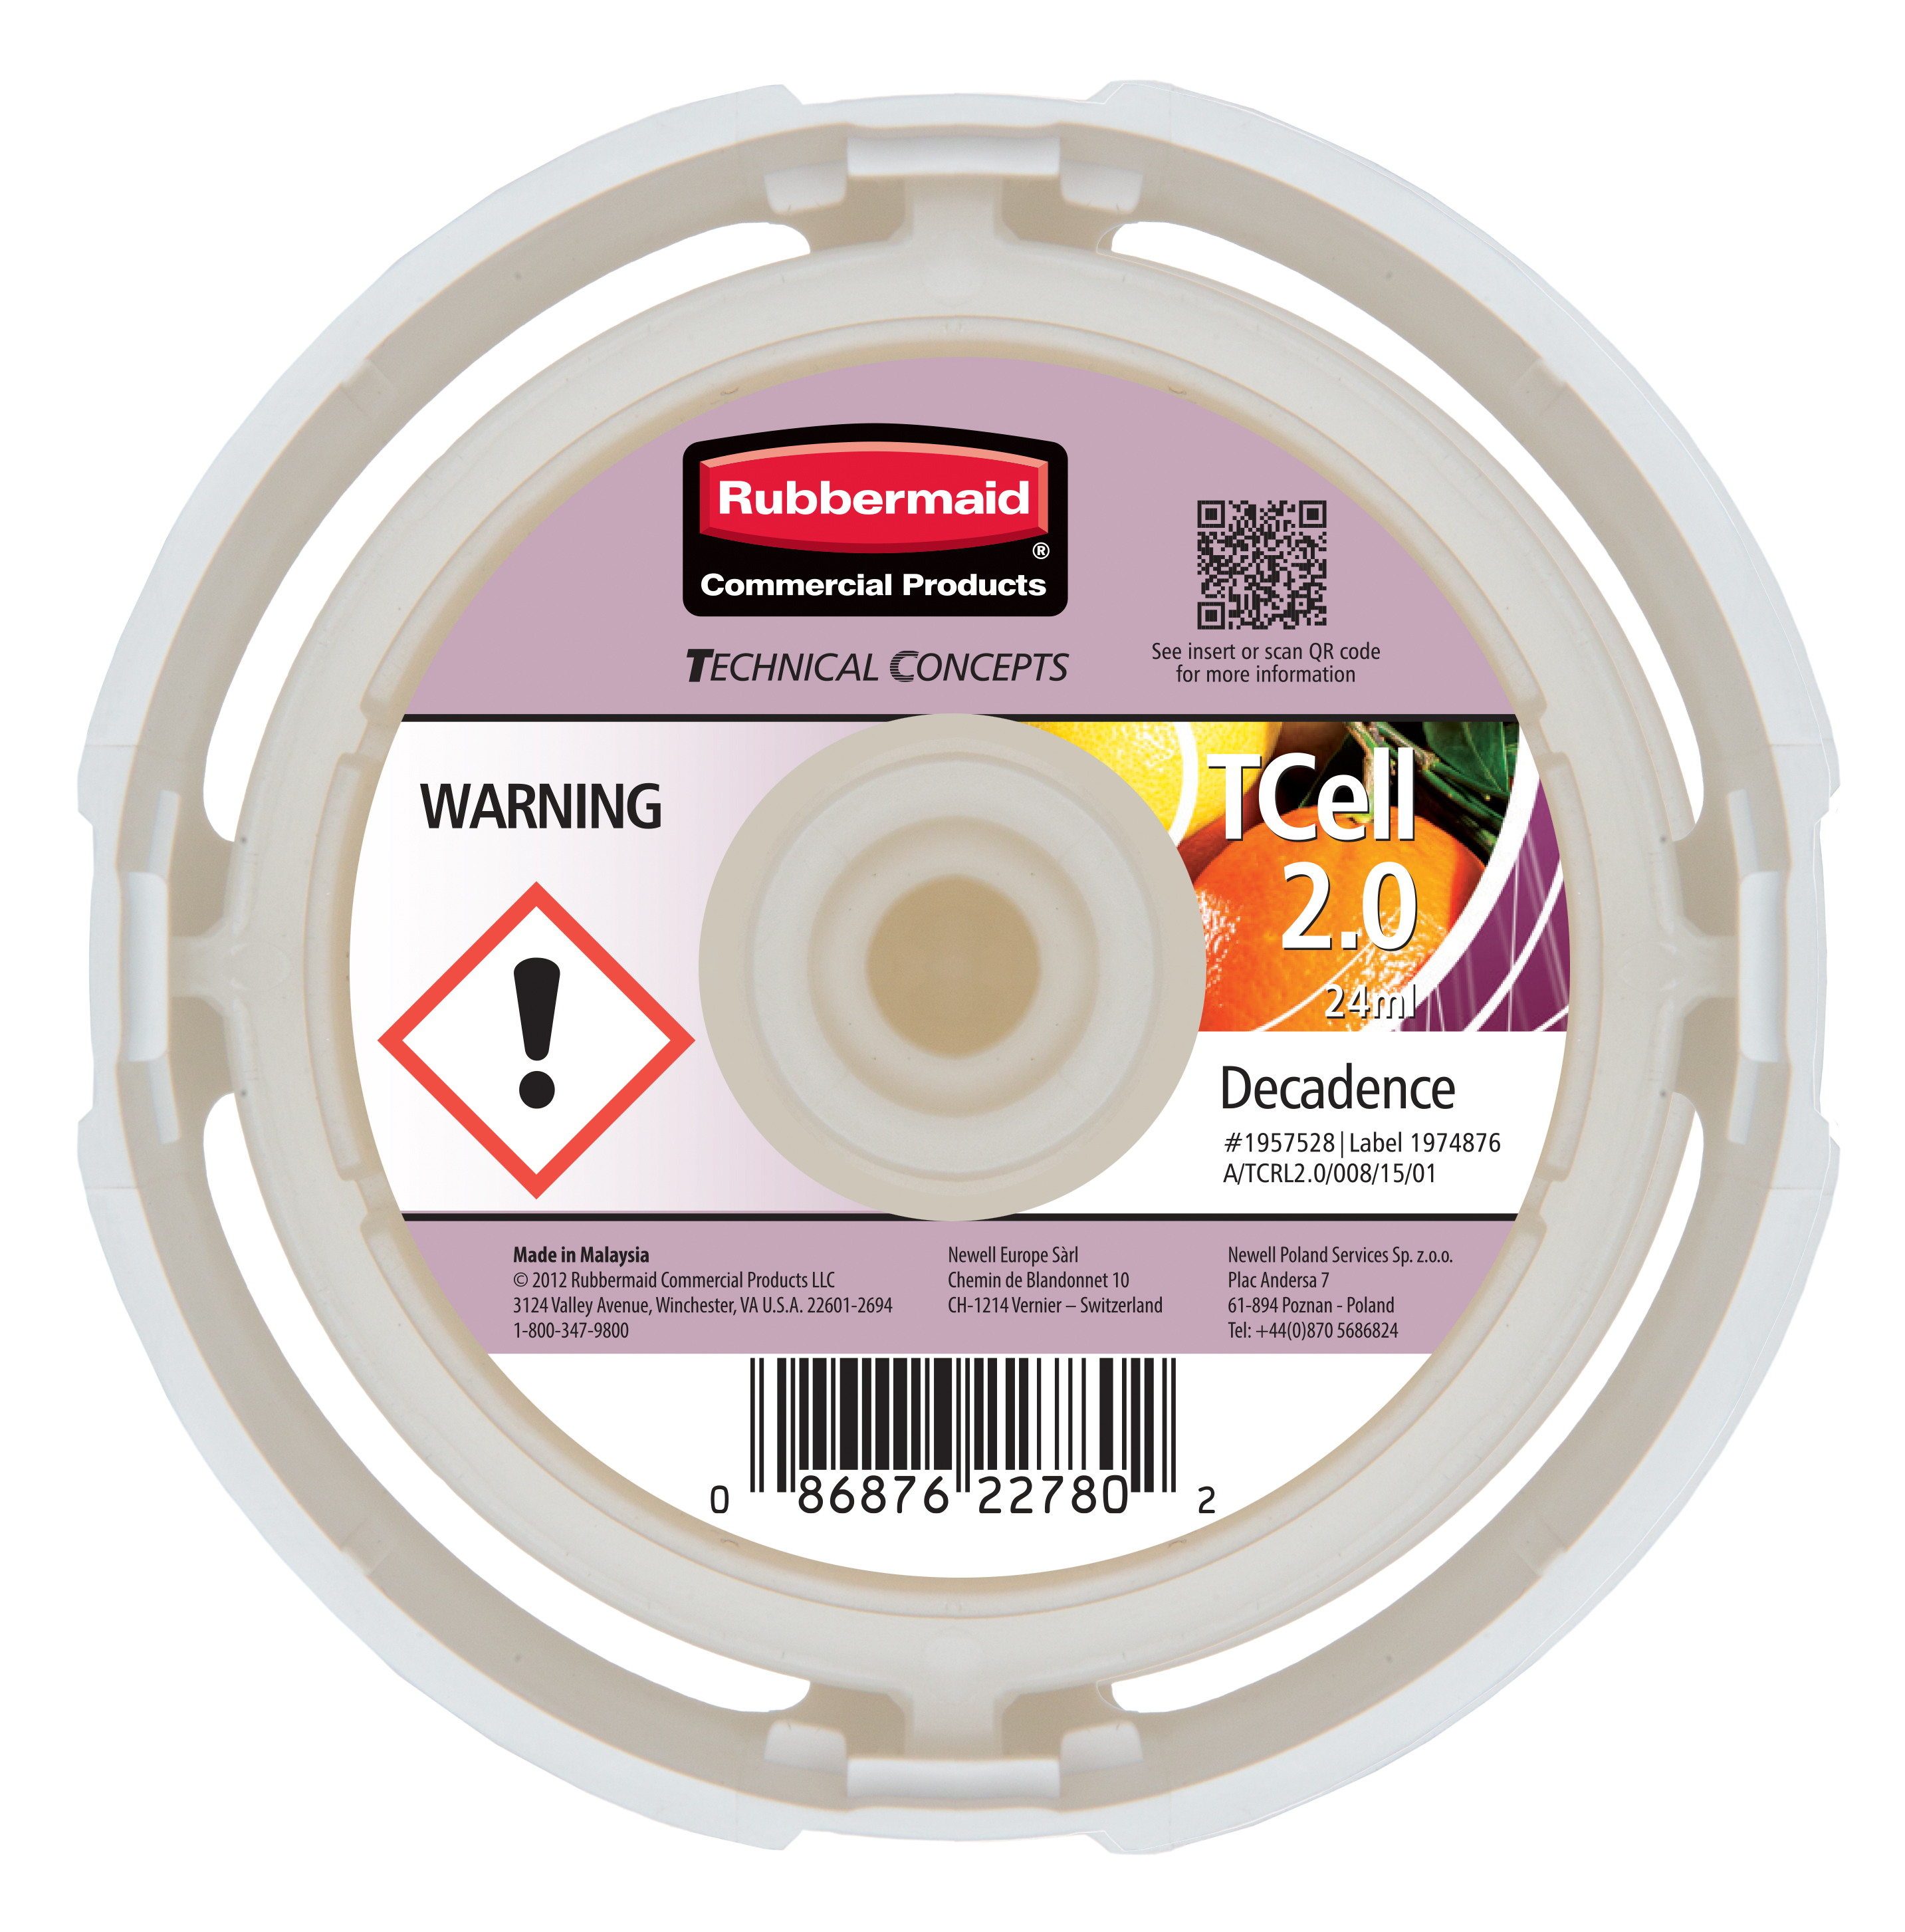 Rubbermaid
®
Commercial Products
TECHNICAL CONCEPTS
See insert or scan QR code
for more information
WARNING
TCell
2.0
24ml
Decadence
#1957528|Label 1974876
A/TCRL2.0/008/15/01
Made in Malaysia
© 2012 Rubbermaid Commercial Products LLC
3124 Valley Avenue, Winchester, VA U.S.A. 22601-2694
1-800-347-9800
Newell Europe Sàrl
Chemin de Blandonnet 10
CH-1214 Vernier – Switzerland
Newell Poland Services Sp. z.o.o.
Plac Andersa 7
61-894 Poznan - Poland
Tel: +44(0)870 5686824
0 86876 22780 2